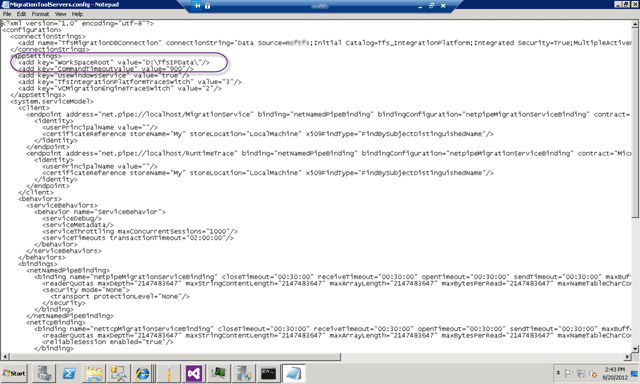 MigrationToolServers.config - Notepad
File Edit Format View Help
<?xml version="1.0" encoding="utf-8"?>
<configuration>
<connectionStrings>
<add name="TfsMigrationDBConnection" connectionString="Data Source=;Initial Catalog=Tfs_IntegrationPlatform;Integrated Security=True;MultipleActive
</connectionStrings>
<appSettings>
<add key="WorkSpaceRoot" value="D:\TfsIPData\"/>
<add key="CommandTimeoutValue" value="900"/>
<add key="UseWindowsService" value="true"/>
<add key="TfsIntegrationPlatformTraceSwitch" value="3"/>
<add key="VCMigrationEngineTraceSwitch" value="2"/>
</appSettings>
<system.serviceModel>
<client>
<endpoint address="net.pipe://localhost/MigrationService" binding="netNamedPipeBinding" bindingConfiguration="netpipeMigrationServiceBinding" contrac
<identity>
<userPrincipalName value=""/>
<certificateReference storeName="My" storeLocation="LocalMachine" x509FindType="FindBySubjectDistinguishedName"/>
</identity>
</endpoint>
<endpoint address="net.pipe://localhost/RuntimeTrace" binding="netNamedPipeBinding" bindingConfiguration="netpipeMigrationServiceBinding" contract="Mic
<identity>
<userPrincipalName value=""/>
<certificateReference storeName="My" storeLocation="LocalMachine" x509FindType="FindBySubjectDistinguishedName"/>
</identity>
</endpoint>
</client>
<behaviors>
<serviceBehaviors>
<behavior name="ServiceBehavior">
<serviceDebug/>
<serviceMetadata/>
<serviceThrottling maxConcurrentSessions="1000"/>
<serviceTimeouts transactionTimeout="02:00:00"/>
</behavior>
</serviceBehaviors>
</behaviors>
<bindings>
<netNamedPipeBinding>
<binding name="netpipeMigrationServiceBinding" closeTimeout="00:30:00" receiveTimeout="00:30:00" openTimeout="00:30:00" sendTimeout="00:30:00" maxBuff
<readerQuotas maxDepth="2147483647" maxStringContentLength="2147483647" maxArrayLength="2147483647" maxBytesPerRead="2147483647" maxNameTableCharCo
<security mode="None">
<transport protectionLevel="None"/>
</security>
</binding>
</netNamedPipeBinding>
<netTcpBinding>
<binding name="nettcpMigrationServiceBinding" closeTimeout="00:30:00" receiveTimeout="00:30:00" openTimeout="00:30:00" sendTimeout="00:30:00" maxBuffe
<readerQuotas maxDepth="2147483647" maxStringContentLength="2147483647" maxArrayLength="2147483647" maxBytesPerRead="2147483647" maxNameTableCharCount
<reliableSession enabled="true"/>
</binding>
Start
2:43 PM
8/20/2012